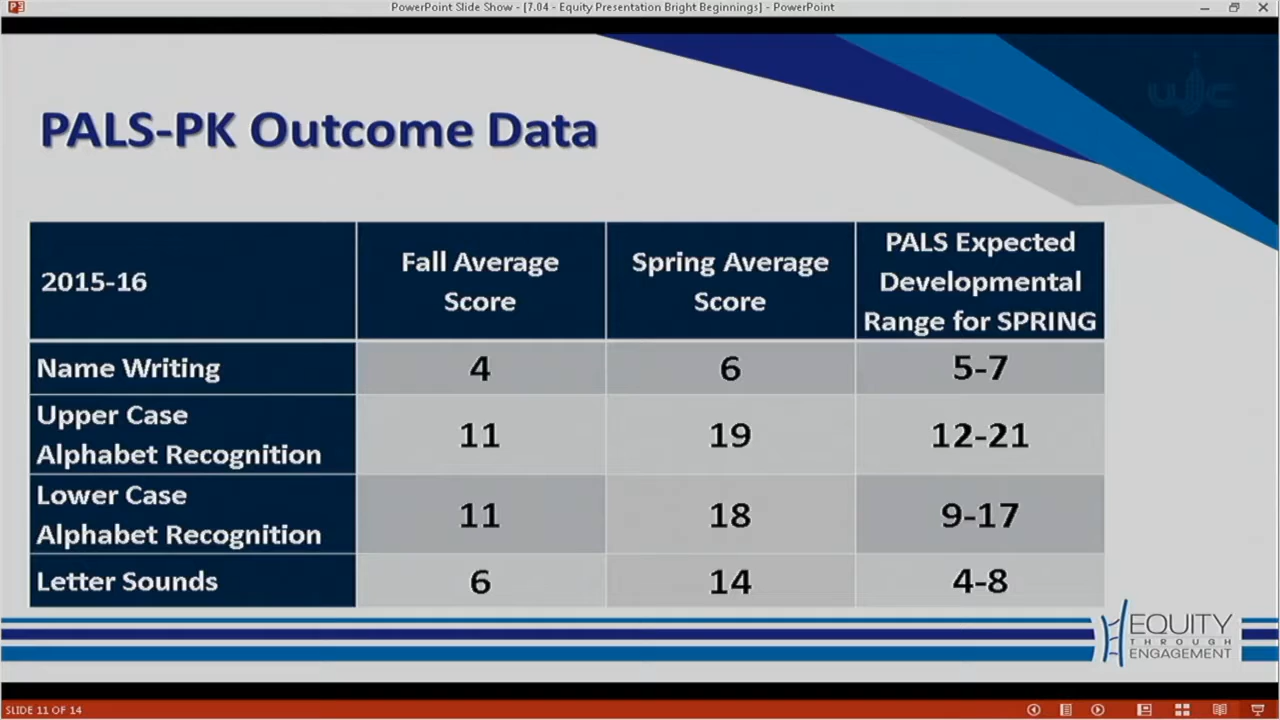 PowerPoint Slide Show - [7.04 - Equity Presentation Bright Beginnings] - PowerPoint
PALS-PK Outcome Data
2015-16
Fall Average
Score
Spring Average
Score
PALS Expected
Developmental
Range for SPRING
Name Writing
4
6
5-7
Upper Case
Alphabet Recognition
11
19
12-21
Lower Case
Alphabet Recognition
11
18
9-17
Letter Sounds
6
14
4-8
EQUITY
THROUGH
ENGAGEMENT
SLIDE 11 OF 14